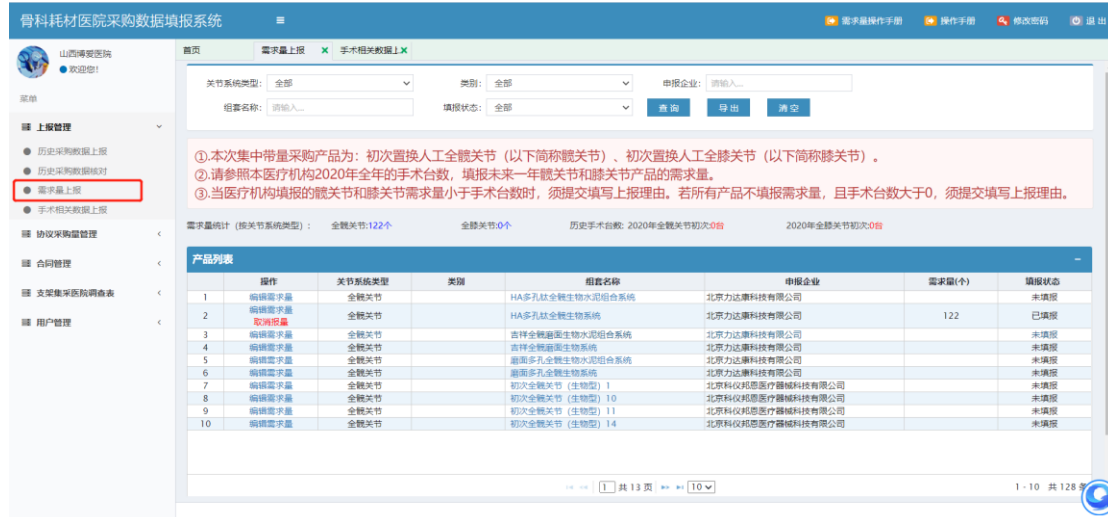 骨科耗材医院采购数据填报系统
需求量操作手册 操作手册 修改密码 退出
山西博爱医院
欢迎您!
菜单
上报管理
历史采购数据上报
历史采购数据核对
需求量上报
手术相关数据上报
协议采购量管理
合同管理
支架集采医院调查表
用户管理
首页 需求量上报 X 手术相关数据上X
关节系统类型: 全部 类别: 全部 申报企业: 请输入...
组套名称: 请输入... 填报状态: 全部 查询 导出 清空
①.本次集中带量采购产品为：初次置换人工全髋关节（以下简称髋关节）、初次置换人工全膝关节（以下简称膝关节）。
②.请参照本医疗机构2020年全年的手术台数，填报未来一年髋关节和膝关节产品的需求量。
③.当医疗机构填报的髋关节和膝关节需求量小于手术台数时，须提交填写上报理由。若所有产品不填报需求量，且手术台数大于0，须提交填写上报理由。
需求量统计（按关节系统类型）: 全髋关节:122个 全膝关节:0个 历史手术台数: 2020年全髋关节初次:0台 2020年全膝关节初次:0台
产品列表
操作 关节系统类型 类别 组套名称 申报企业 需求量(个) 填报状态
1 编辑需求量 全髋关节 HA多孔钛全髋生物水泥组合系统 北京力达康科技有限公司 未填报
2 编辑需求量 取消报量 全髋关节 HA多孔钛全髋生物系统 北京力达康科技有限公司 122 已填报
3 编辑需求量 全髋关节 吉祥全髋磨面生物水泥组合系统 北京力达康科技有限公司 未填报
4 编辑需求量 全髋关节 吉祥全髋磨面生物系统 北京力达康科技有限公司 未填报
5 编辑需求量 全髋关节 磨面多孔全髋生物水泥组合系统 北京力达康科技有限公司 未填报
6 编辑需求量 全髋关节 磨面多孔全髋生物系统 北京力达康科技有限公司 未填报
7 编辑需求量 全髋关节 初次全髋关节（生物型）1 北京科仪邦恩医疗器械科技有限公司 未填报
8 编辑需求量 全髋关节 初次全髋关节（生物型）10 北京科仪邦恩医疗器械科技有限公司 未填报
9 编辑需求量 全髋关节 初次全髋关节（生物型）11 北京科仪邦恩医疗器械科技有限公司 未填报
10 编辑需求量 全髋关节 初次全髋关节（生物型）14 北京科仪邦恩医疗器械科技有限公司 未填报
1 共 13 页 10 1 - 10 共 128 条